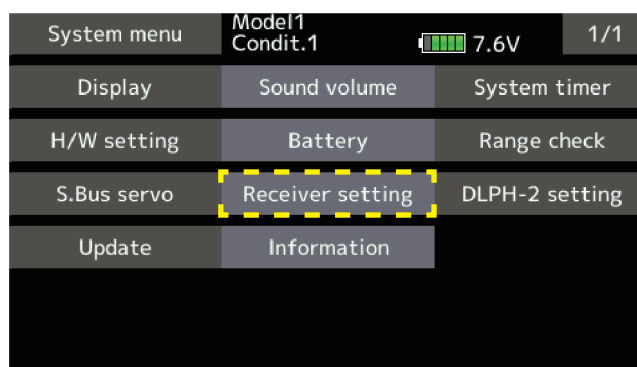 System menu
Model1
Condit.1
7.6V
1/1
Display
Sound volume
System timer
H/W setting
Battery
Range check
S.Bus servo
Receiver setting
DLPH-2 setting
Update
Information